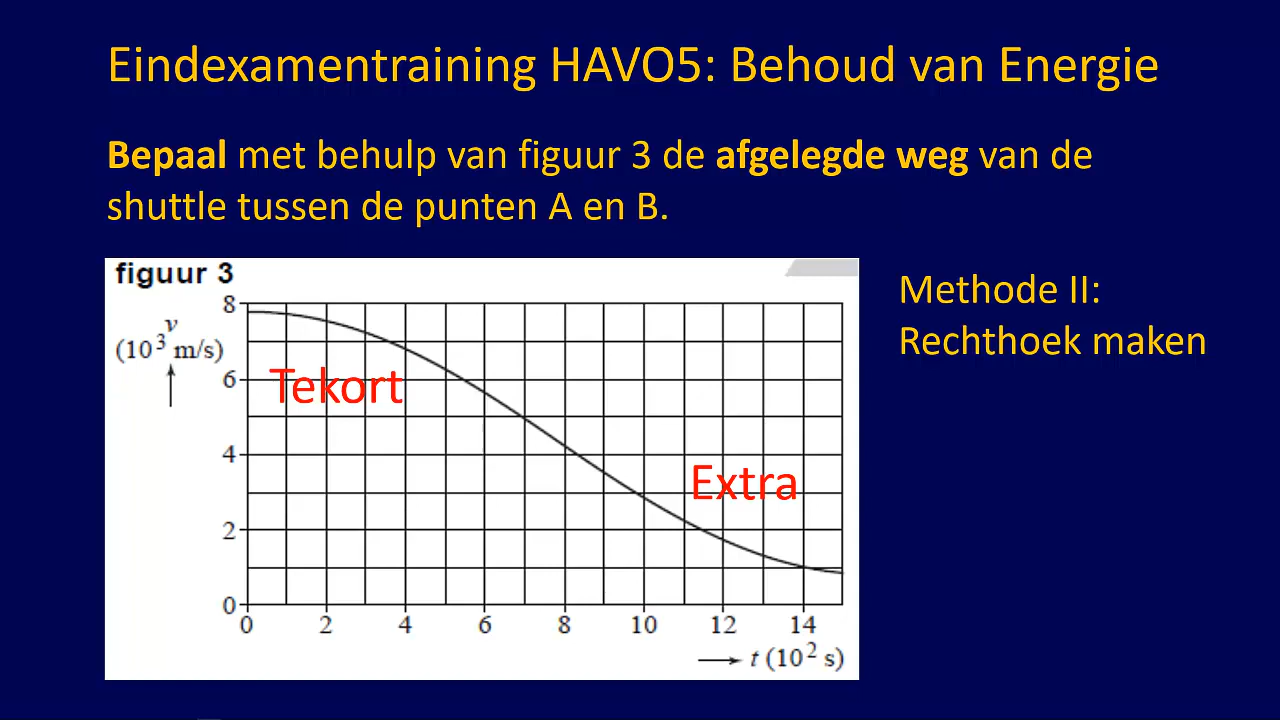 Eindexamentraining HAVO5: Behoud van Energie
Bepaal met behulp van figuur 3 de afgelegde weg van de
shuttle tussen de punten A en B.
figuur 3
v
(10³ m/s)
8
6
4
2
0
Tekort
Extra
0 2 4 6 8 10 12 14
t (10² s)
Methode II:
Rechthoek maken